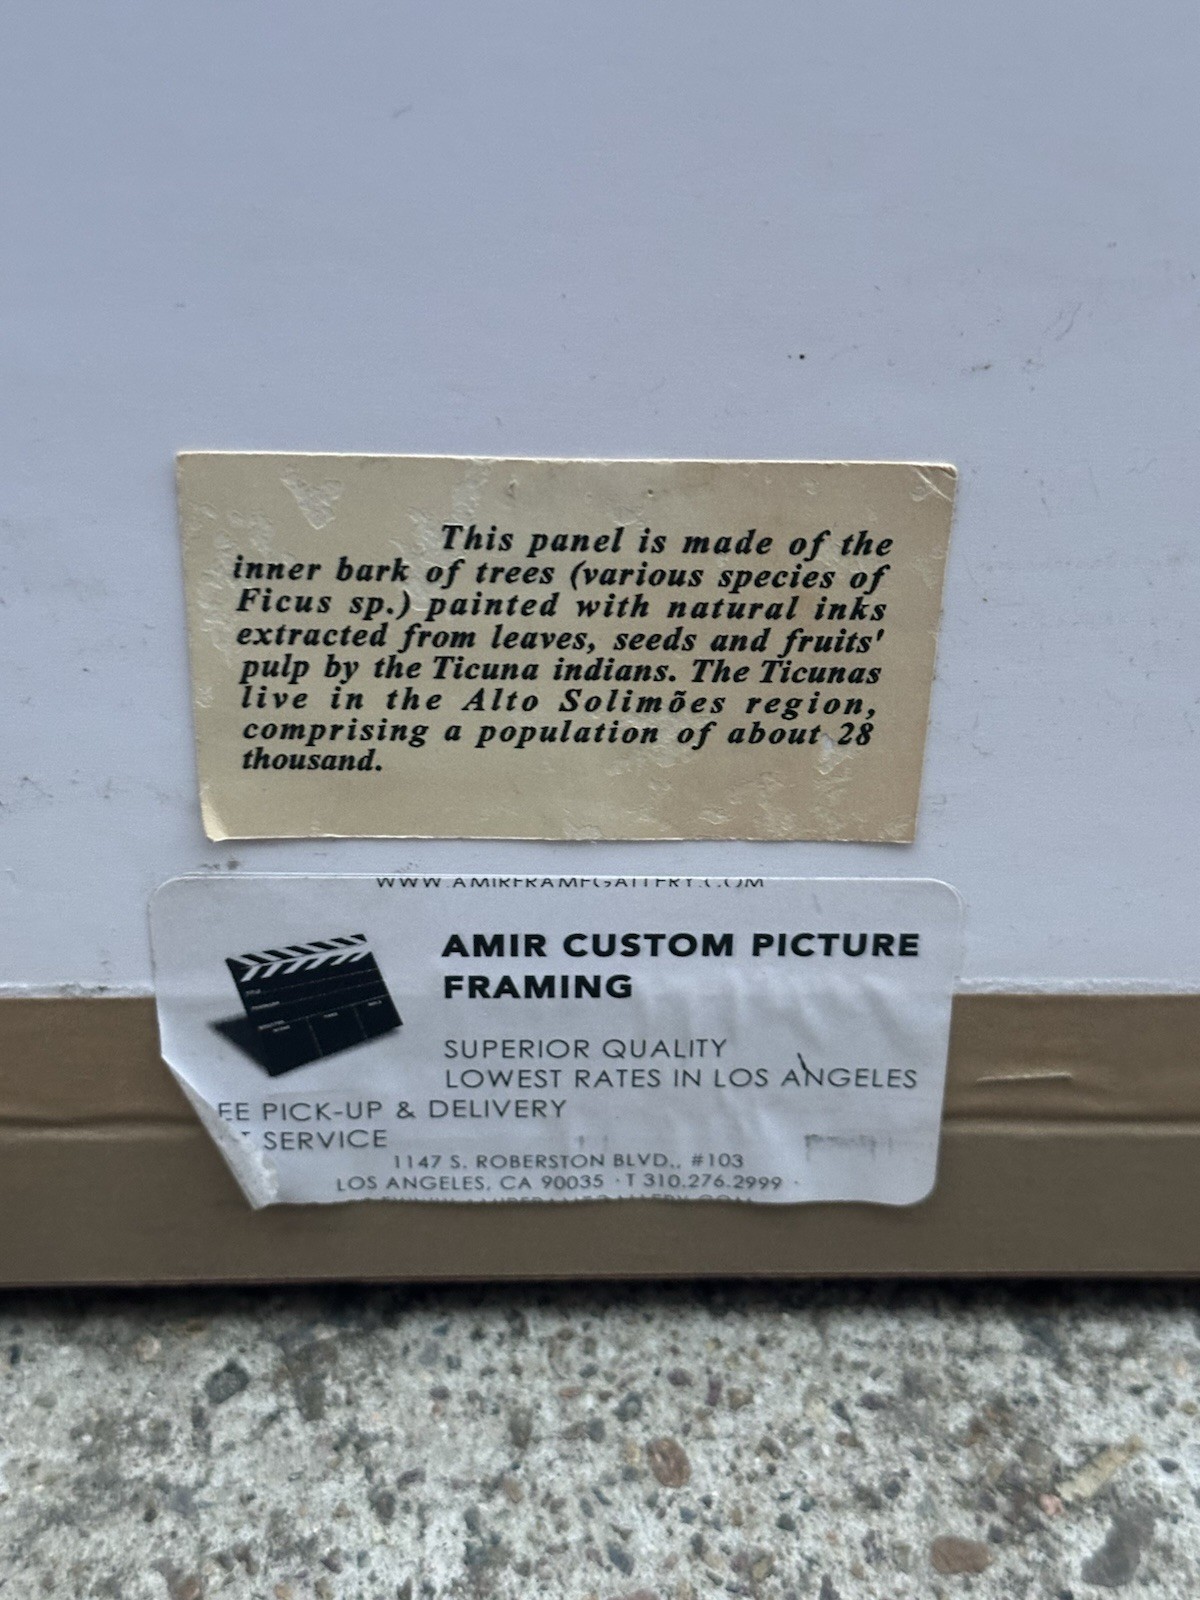 This panel is made of the
inner bark of trees (various species of
Ficus sp.) painted with natural inks
extracted from leaves, seeds and fruits'
pulp by the Ticuna indians. The Ticunas
live in the Alto Solimões region,
comprising a population of about 28
thousand.
WWW.AMIRFRAMEGALLERY.COM
AMIR CUSTOM PICTURE
FRAMING
SUPERIOR QUALITY
LOWEST RATES IN LOS ANGELES
EE PICK-UP & DELIVERY
SERVICE
1147 S. ROBERSTON BLVD., #103
LOS ANGELES, CA 90035 · T 310.276.2999 ·